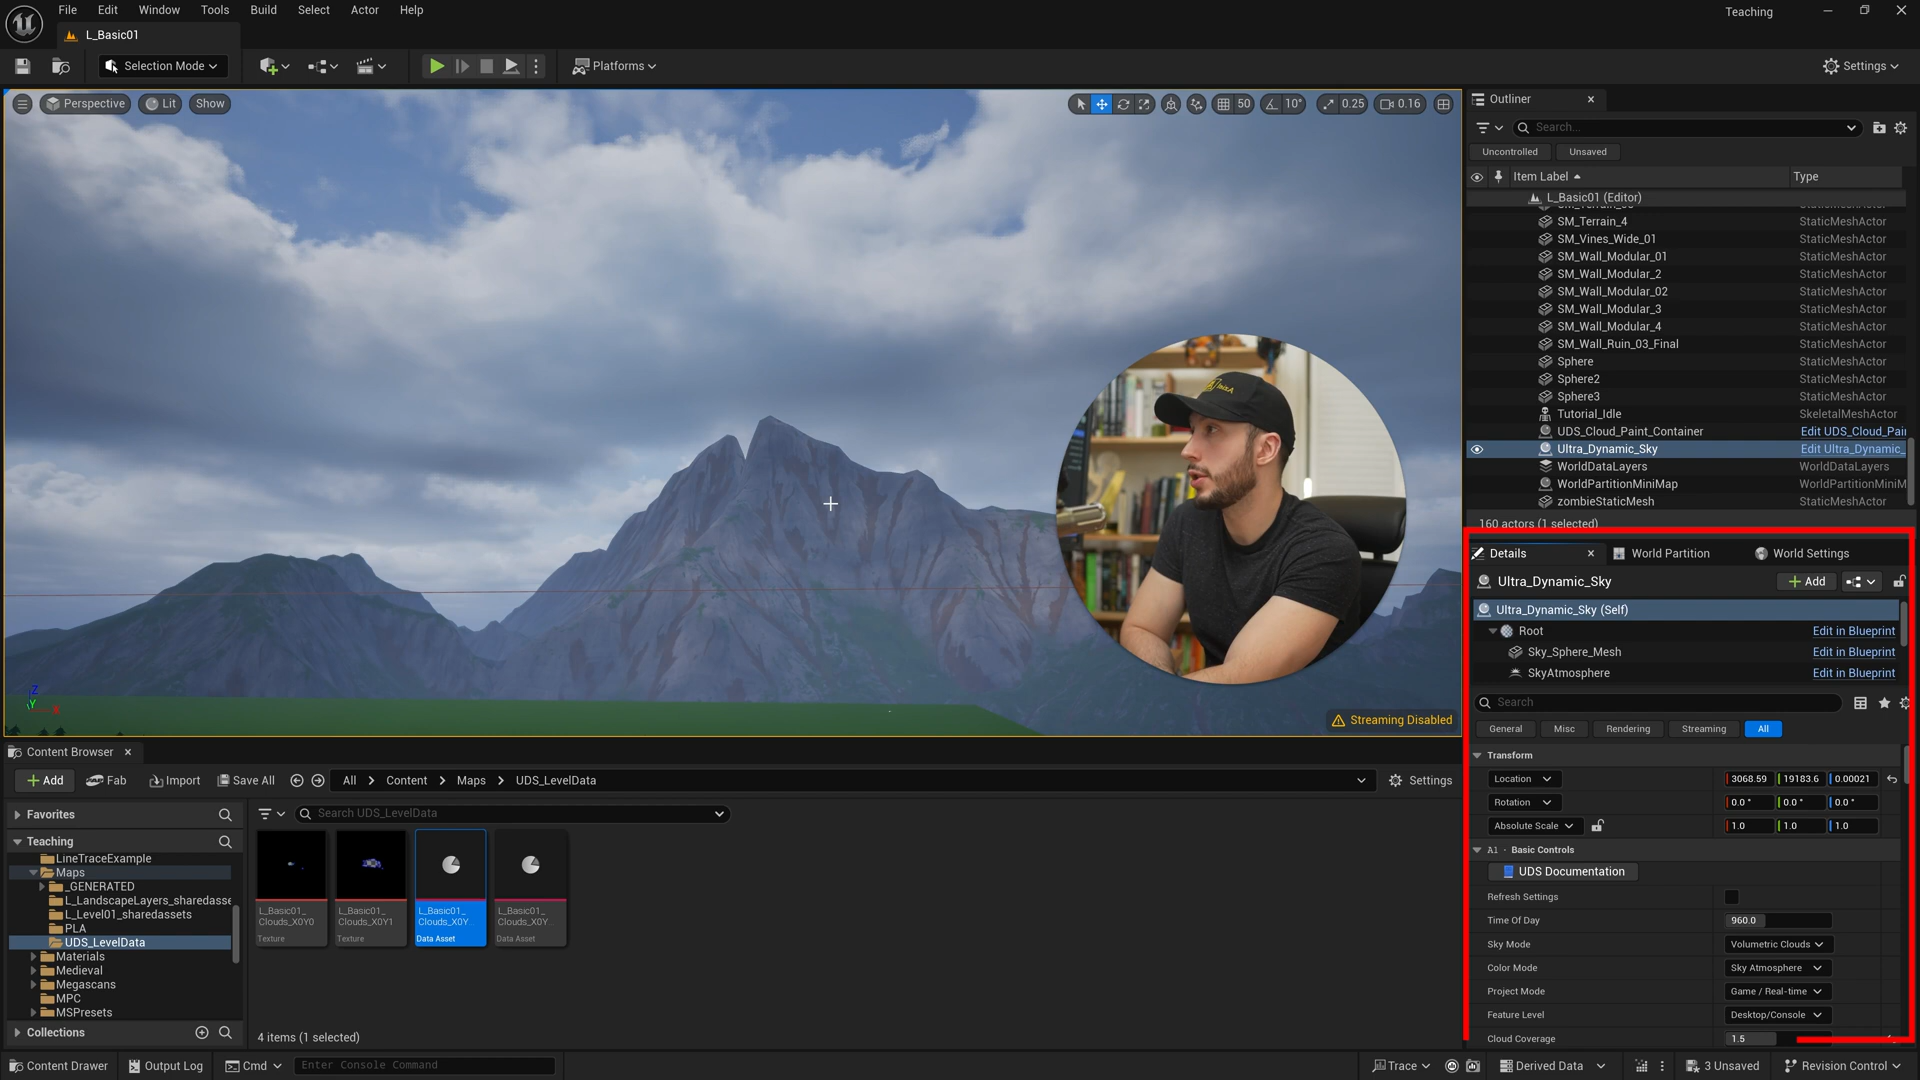 File Edit Window Tools Build Select Actor Help
Teaching
L_Basic01
Selection Mode
Platforms
Settings
Perspective Lit Show
50 10° 0.25 0.16
Streaming Disabled
Outliner
Search...
Uncontrolled Unsaved
Item Label Type
L_Basic01 (Editor)
SM_Terrain_4 StaticMeshActor
SM_Vines_Wide_01 StaticMeshActor
SM_Wall_Modular_01 StaticMeshActor
SM_Wall_Modular_2 StaticMeshActor
SM_Wall_Modular_02 StaticMeshActor
SM_Wall_Modular_3 StaticMeshActor
SM_Wall_Modular_4 StaticMeshActor
SM_Wall_Ruin_03_Final StaticMeshActor
Sphere StaticMeshActor
Sphere2 StaticMeshActor
Sphere3 StaticMeshActor
Tutorial_Idle SkeletalMeshActor
UDS_Cloud_Paint_Container Edit UDS_Cloud_Pai
Ultra_Dynamic_Sky Edit Ultra_Dynamic_
WorldDataLayers WorldDataLayers
WorldPartitionMiniMap WorldPartitionMiniM
zombieStaticMesh StaticMeshActor
160 actors (1 selected)
Details World Partition World Settings
Ultra_Dynamic_Sky Add
Ultra_Dynamic_Sky (Self)
Root Edit in Blueprint
Sky_Sphere_Mesh Edit in Blueprint
SkyAtmosphere Edit in Blueprint
Search
General Misc Rendering Streaming All
Transform
Location 3068.59 19183.6 0.00021
Rotation 0.0 ° 0.0 ° 0.0 °
Absolute Scale 1.0 1.0 1.0
A1 · Basic Controls
UDS Documentation
Refresh Settings
Time Of Day 960.0
Sky Mode Volumetric Clouds
Color Mode Sky Atmosphere
Project Mode Game / Real-time
Feature Level Desktop/Console
Cloud Coverage 1.5
Content Browser
Add Fab Import Save All All Content Maps UDS_LevelData Settings
Favorites
Teaching
LineTraceExample
Maps
_GENERATED
L_LandscapeLayers_sharedasse
L_Level01_sharedassets
PLA
UDS_LevelData
Materials
Medieval
Megascans
MPC
MSPresets
Collections
Search UDS_LevelData
L_Basic01_ L_Basic01_ L_Basic01_ L_Basic01_
Clouds_X0Y0 Clouds_X0Y1 Clouds_X0Y.. Clouds_X0Y..
Texture Texture Data Asset Data Asset
4 items (1 selected)
Content Drawer Output Log Cmd Enter Console Command Trace Derived Data 3 Unsaved Revision Control